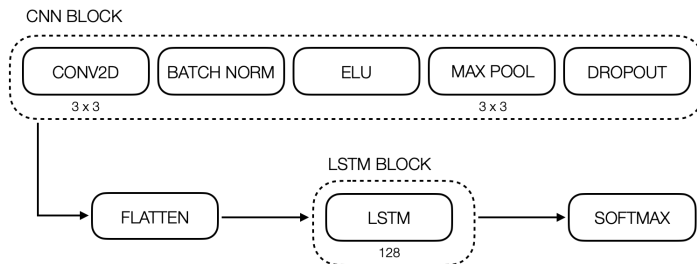 CNN BLOCK
CONV2D
BATCH NORM
ELU
MAX POOL
DROPOUT
3 x 3
3 x 3
LSTM BLOCK
FLATTEN
LSTM
SOFTMAX
128